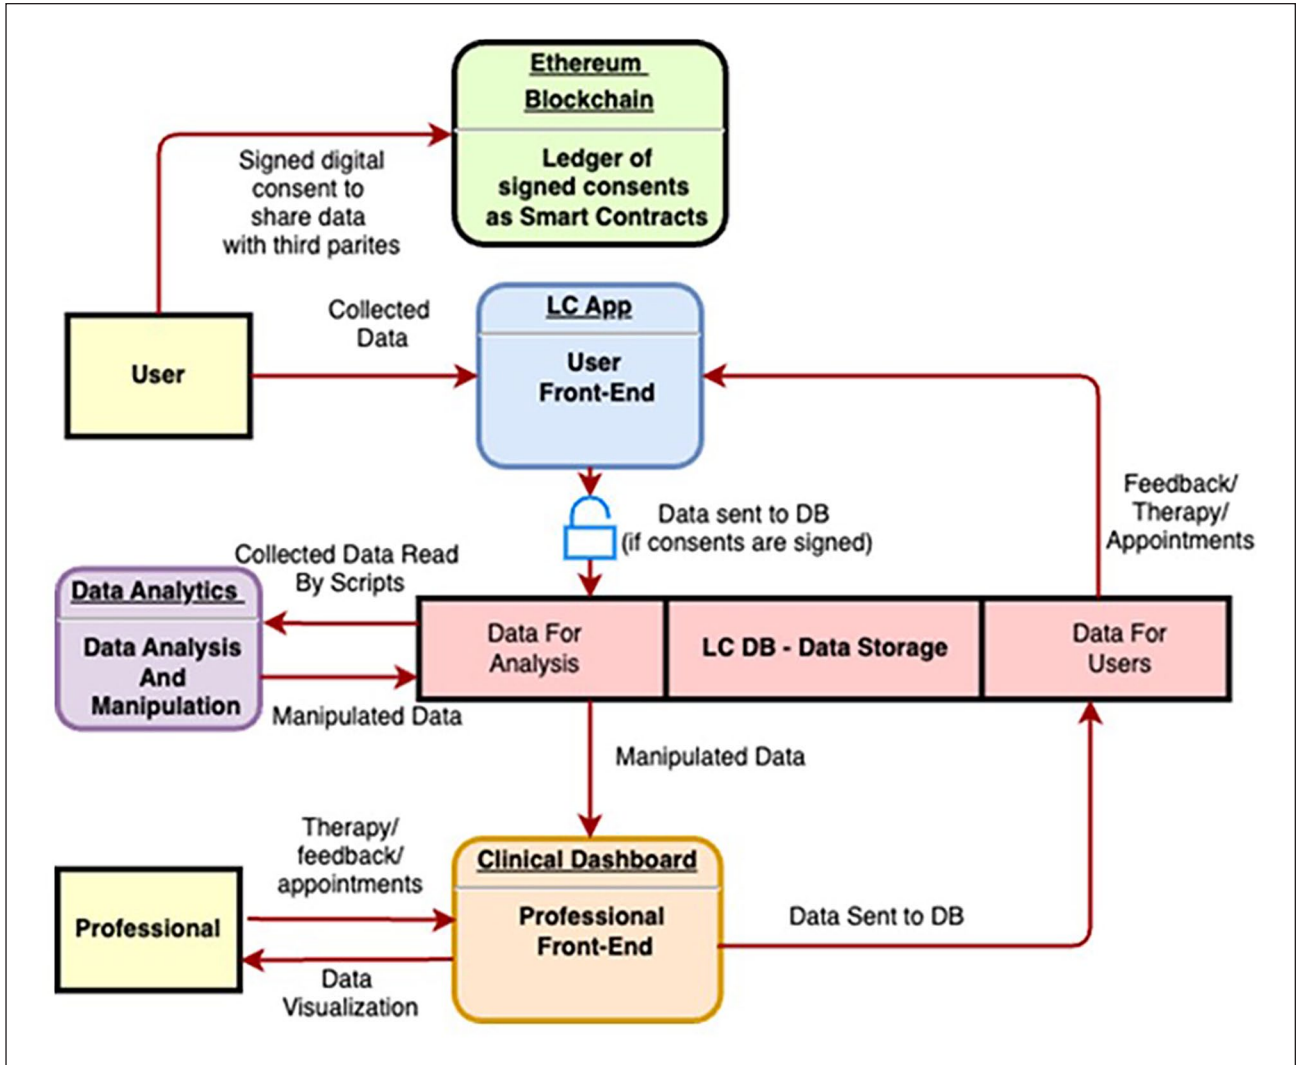 Ethereum
Blockchain
Ledger of
signed consents
as Smart Contracts
Signed digital
consent to
share data
with third parites
Collected
Data
LC App
User
Front-End
User
Feedback/
Therapy/
Appointments
Data sent to DB
(if consents are signed)
Collected Data Read
By Scripts
Data Analytics
Data Analysis
And
Manipulation
Data For
Analysis
LC DB - Data Storage
Data For
Users
Manipulated Data
Manipulated Data
Therapy/
feedback/
appointments
Clinical Dashboard
Professional
Front-End
Professional
Data Sent to DB
Data
Visualization